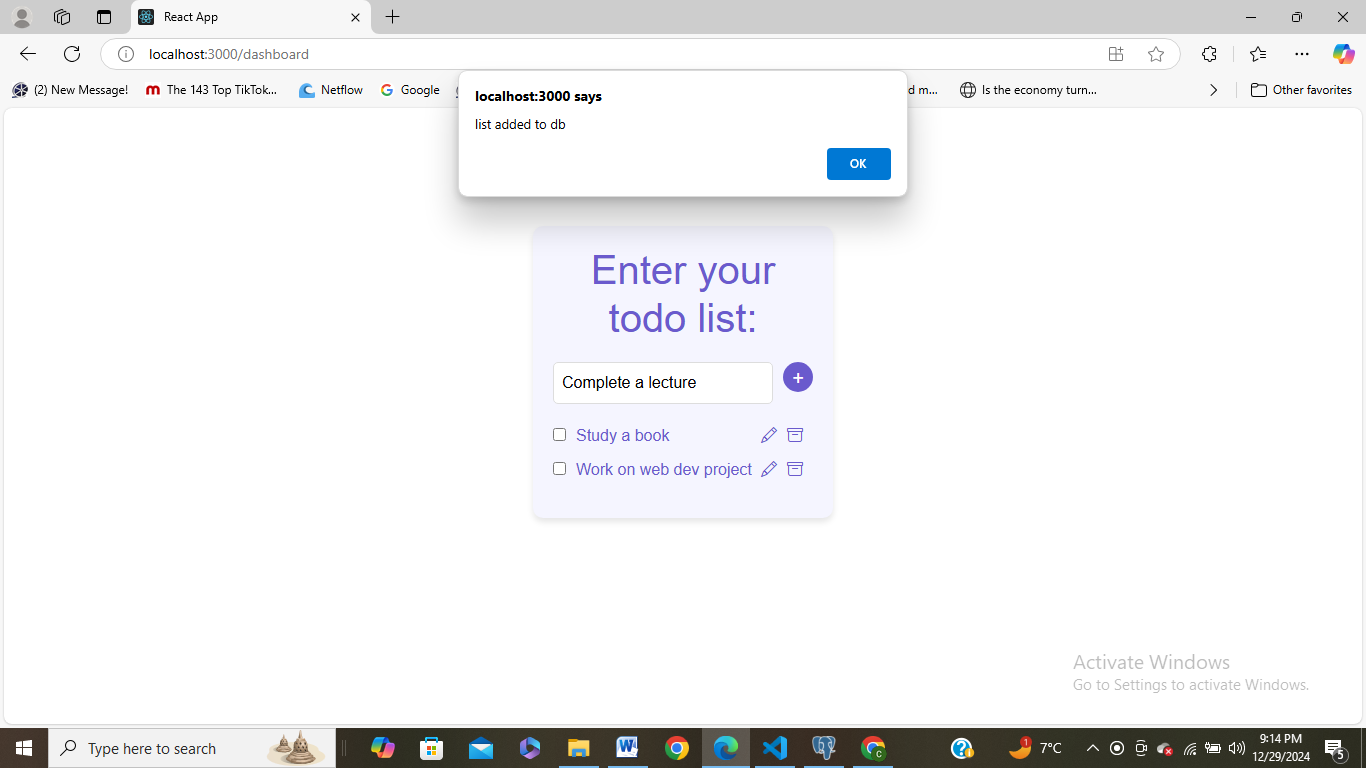 React App
localhost:3000/dashboard
(2) New Message!
The 143 Top TikTok...
Netflow
Google
d m...
Is the economy turn...
Other favorites
localhost:3000 says
list added to db
OK
Enter your
todo list:
Complete a lecture
+
Study a book
Work on web dev project
Activate Windows
Go to Settings to activate Windows.
Type here to search
1
7°C
9:14 PM
12/29/2024
5